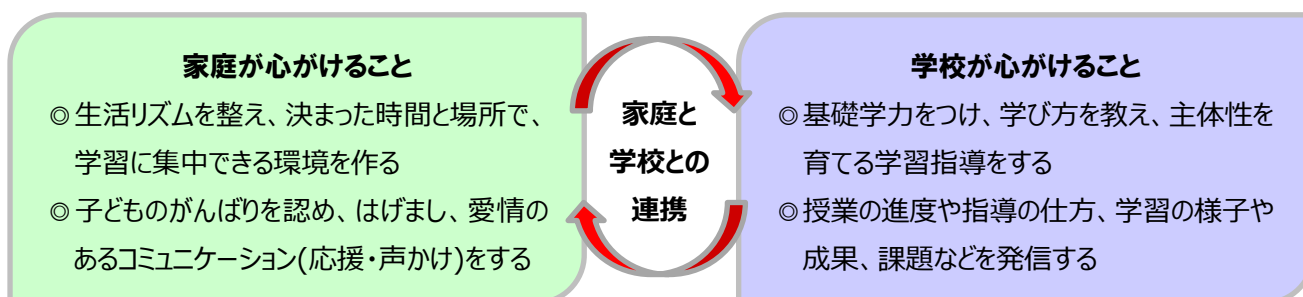 家庭が心がけること
◎生活リズムを整え、決まった時間と場所で、
学習に集中できる環境を作る
◎子どものがんばりを認め、はげまし、愛情の
あるコミュニケーション(応援・声かけ)をする
家庭と
学校との
連携
学校が心がけること
◎基礎学力をつけ、学び方を教え、主体性を
育てる学習指導をする
◎授業の進度や指導の仕方、学習の様子や
成果、課題などを発信する